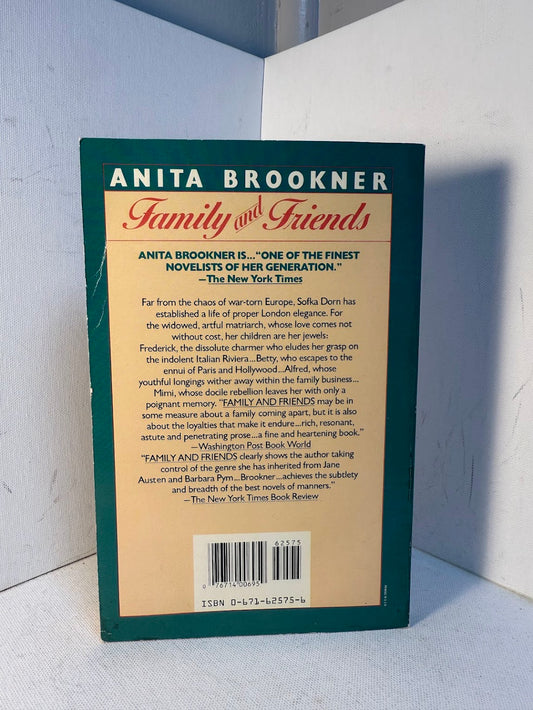 ANITA BROOKNER
Family and Friends
ANITA BROOKNER IS..."ONE OF THE FINEST
NOVELISTS OF HER GENERATION."
—The New York Times
Far from the chaos of war-torn Europe, Sofka Dorn has
established a life of proper London elegance. For
the widowed, artful matriarch, whose love comes not
without cost, her children are her jewels:
Frederick, the dissolute charmer who eludes her grasp on
the indolent Italian Riviera...Betty, who escapes to the
ennui of Paris and Hollywood...Alfred, whose
youthful longings wither away within the family business...
Mimi, whose docile rebellion leaves her with only a
poignant memory. "FAMILY AND FRIENDS may be in
some measure about a family coming apart, but it is also
about the loyalties that make it endure...rich, resonant,
astute and penetrating prose...a fine and heartening book."
—Washington Post Book World
"FAMILY AND FRIENDS clearly shows the author taking
control of the genre she has inherited from Jane
Austen and Barbara Pym...Brookner...achieves the subtlety
and breadth of the best novels of manners."
—The New York Times Book Review
62575
0 76714 00695
ISBN 0-671-62575-6